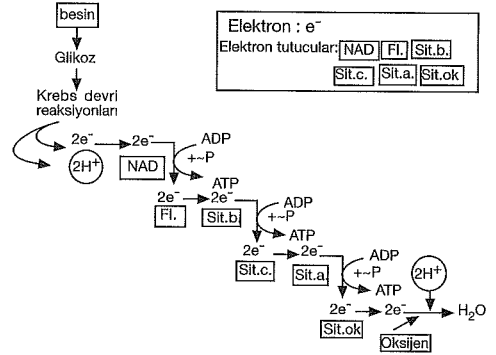 besin
Glikoz
Krebs devri
reaksiyonları
Elektron : e⁻
Elektron tutucular: NAD Fl. Sit.b.
Sit.c. Sit.a. Sit.ok
2e⁻ 2e⁻ ADP
2H⁺ NAD +~P
ATP
2e⁻ 2e⁻ ADP
Fl. Sit.b +~P
ATP
2e⁻ 2e⁻ ADP
Sit.c. Sit.a. +~P 2H⁺
ATP
2e⁻ 2e⁻ H₂O
Sit.ok
Oksijen